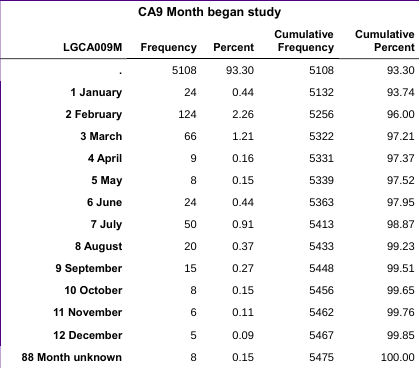 CA9 Month began study
LGCA009M Frequency Percent Cumulative Frequency Cumulative Percent
. 5108 93.30 5108 93.30
1 January 24 0.44 5132 93.74
2 February 124 2.26 5256 96.00
3 March 66 1.21 5322 97.21
4 April 9 0.16 5331 97.37
5 May 8 0.15 5339 97.52
6 June 24 0.44 5363 97.95
7 July 50 0.91 5413 98.87
8 August 20 0.37 5433 99.23
9 September 15 0.27 5448 99.51
10 October 8 0.15 5456 99.65
11 November 6 0.11 5462 99.76
12 December 5 0.09 5467 99.85
88 Month unknown 8 0.15 5475 100.00